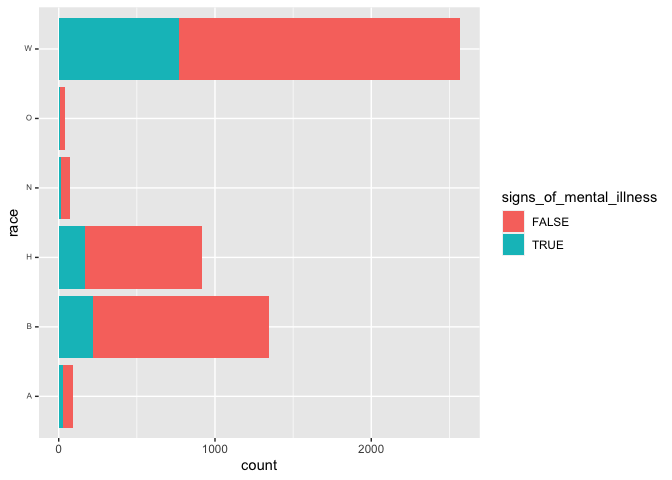 W
O
N
H
B
A
race
0 1000 2000
count
signs_of_mental_illness
FALSE
TRUE